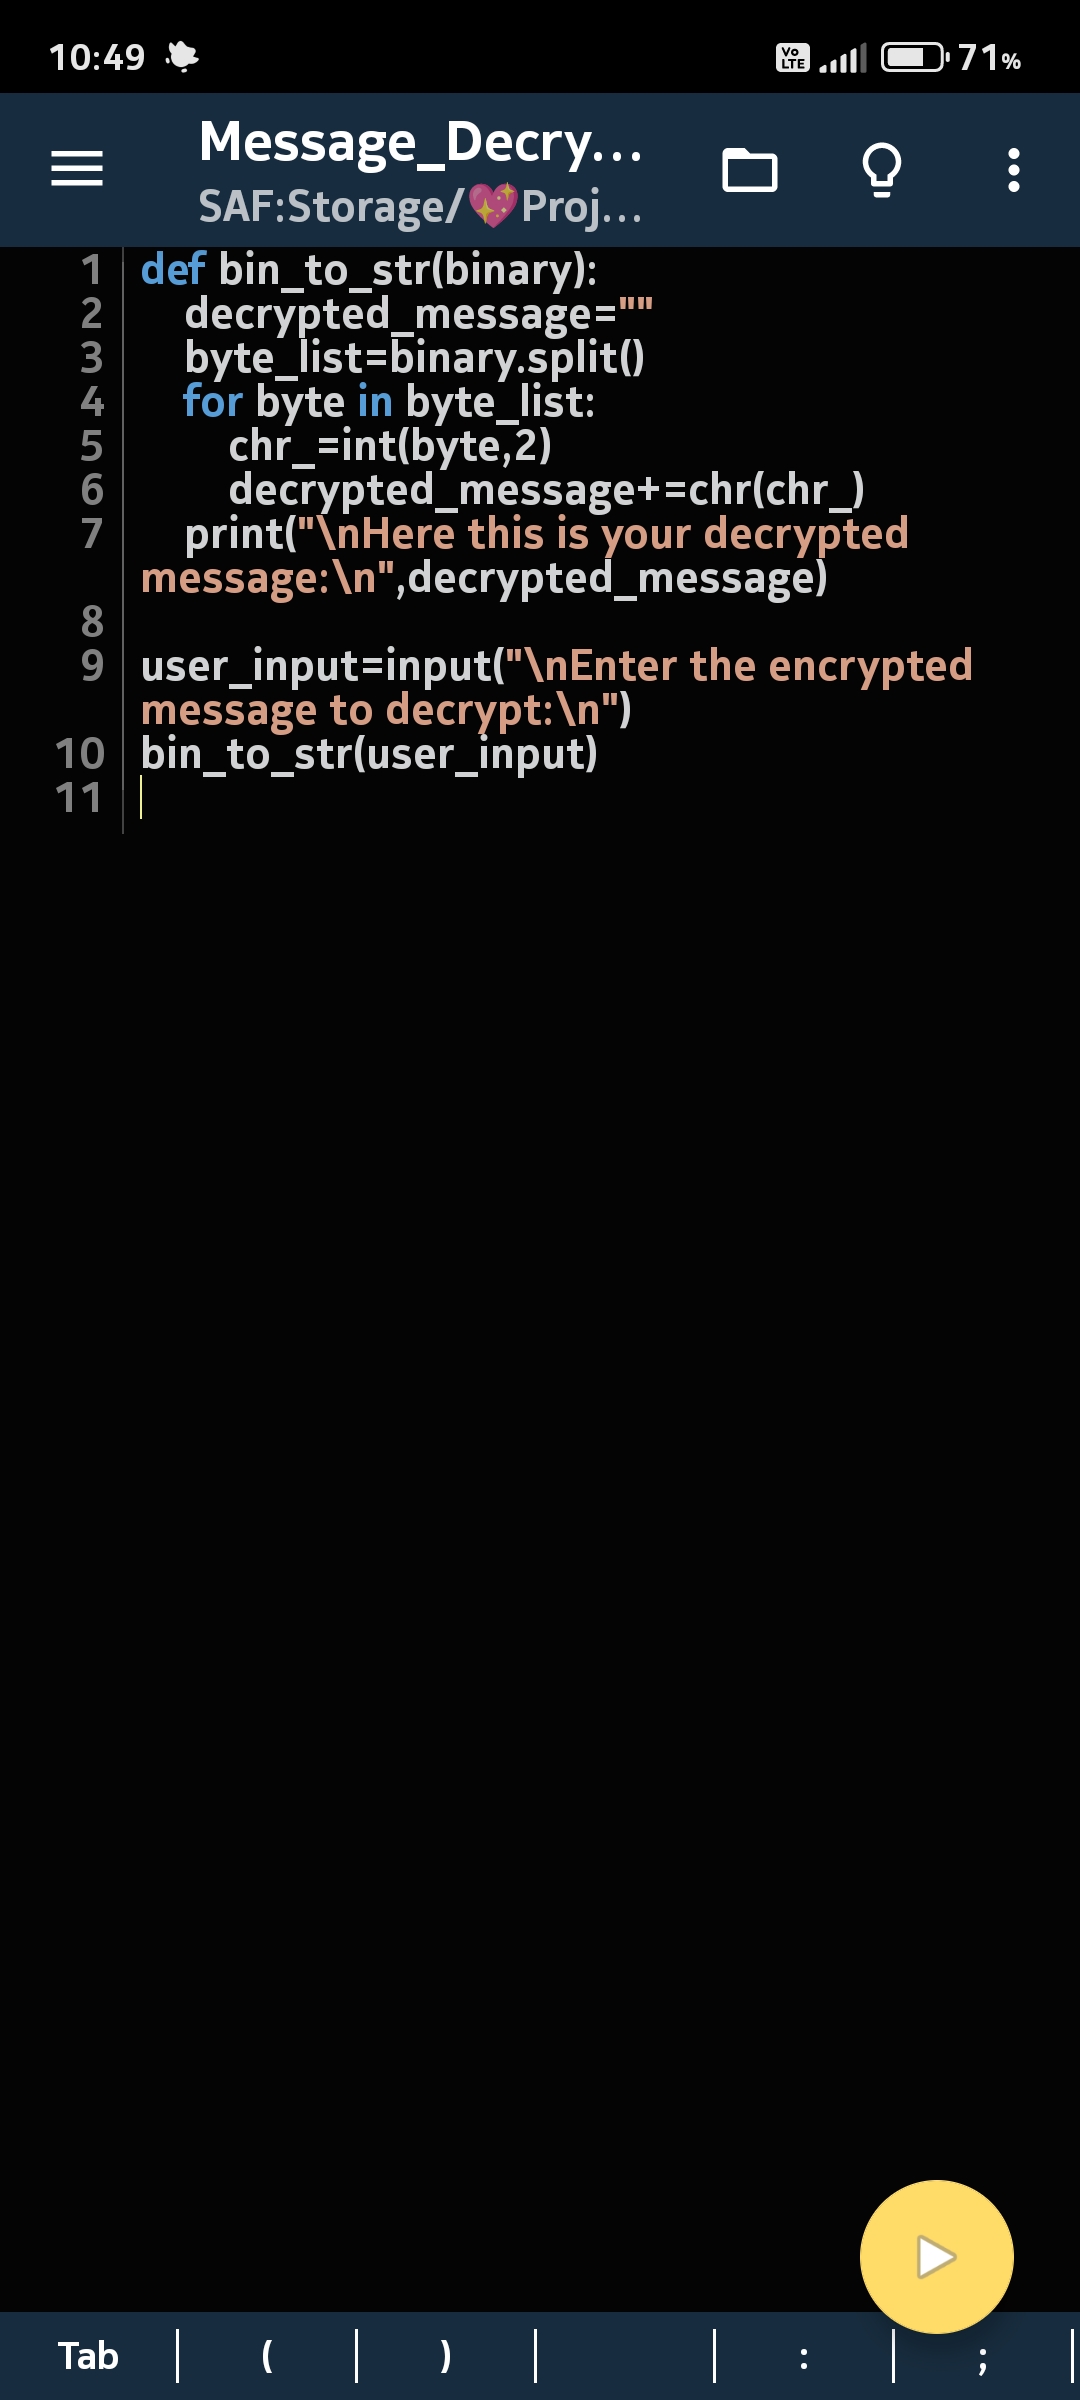 10:49 Vo LTE 71%
Message_Decry...
SAF:Storage/💖Proj...
1 def bin_to_str(binary):
2     decrypted_message=""
3     byte_list=binary.split()
4     for byte in byte_list:
5         chr_=int(byte,2)
6         decrypted_message+=chr(chr_)
7     print("\nHere this is your decrypted
message:\n",decrypted_message)
8
9 user_input=input("\nEnter the encrypted
message to decrypt:\n")
10 bin_to_str(user_input)
11
Tab ( ) : ;